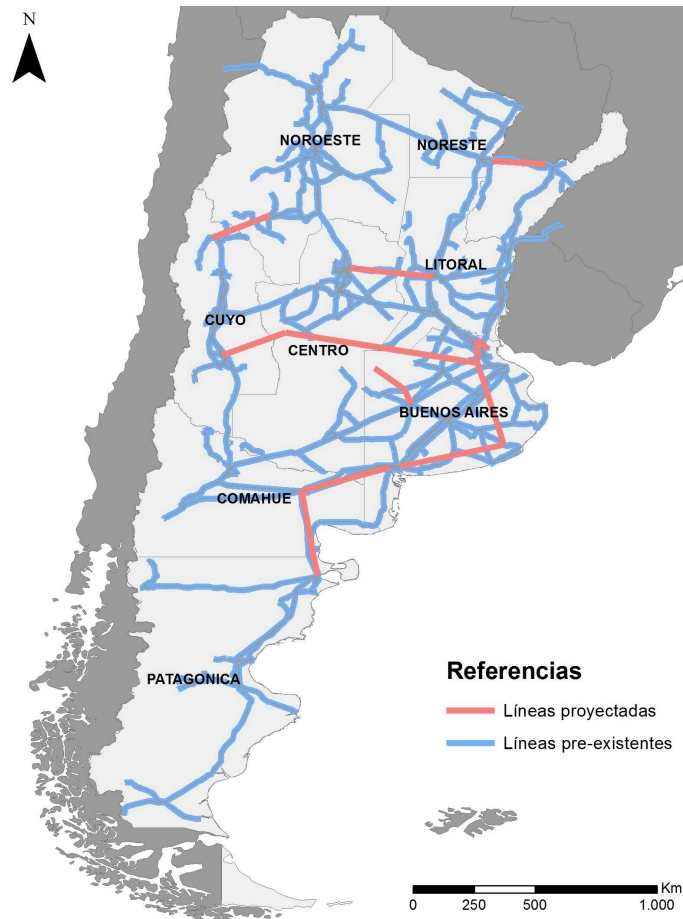 N
NOROESTE
NORESTE
LITORAL
CUYO
CENTRO
BUENOS AIRES
COMAHUE
PATAGONICA
Referencias
Líneas proyectadas
Líneas pre-existentes
Km
0 250 500 1.000